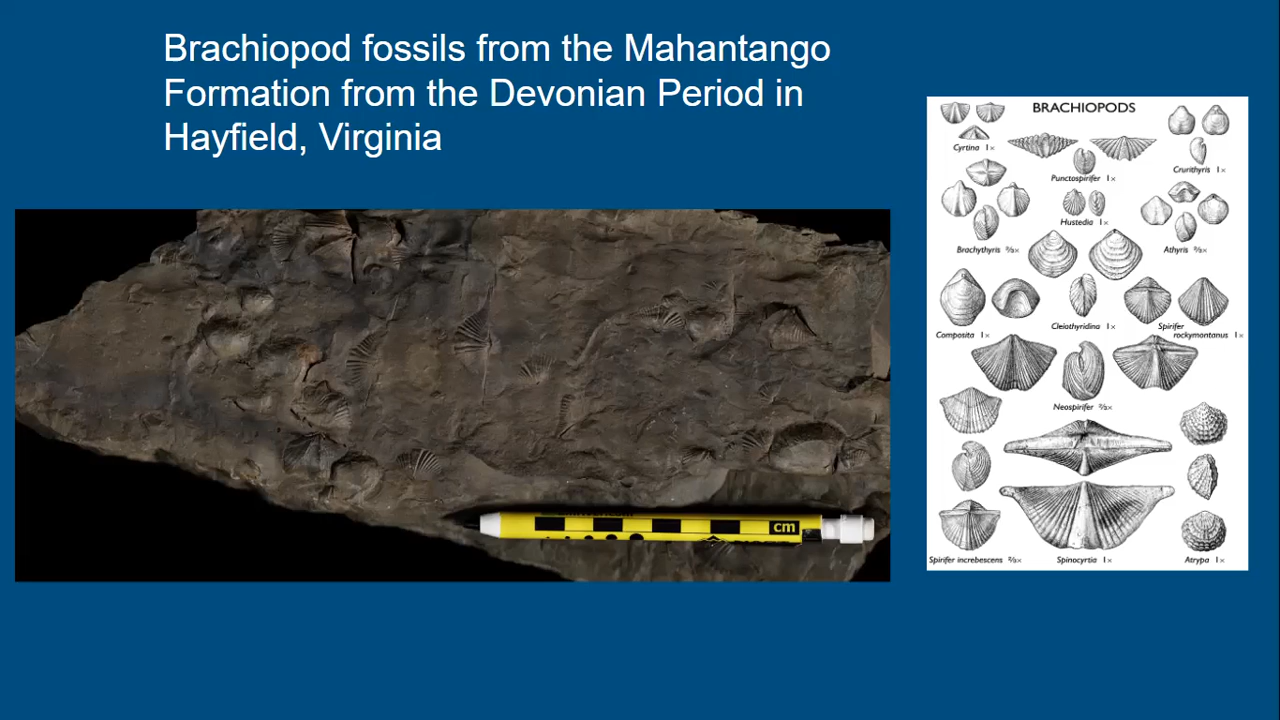 Brachiopod fossils from the Mahantango
Formation from the Devonian Period in
Hayfield, Virginia
BRACHIOPODS
Cyrtina 1×
Punctospirifer 1×
Crurithyris 1×
Hustedia 1×
Brachythyris ⅔×
Athyris ⅔×
Composita 1×
Cleiothyridina 1×
Spirifer
rockymontanus 1×
Neospirifer ⅔×
Spirifer increbescens ⅔×
Spinocyrtia 1×
Atrypa 1×
cm